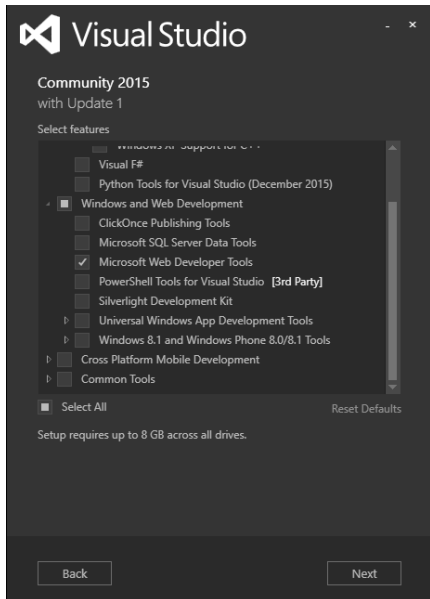 Visual Studio
Community 2015
with Update 1
Select features
Windows XP Support for C++
Visual F#
Python Tools for Visual Studio (December 2015)
Windows and Web Development
ClickOnce Publishing Tools
Microsoft SQL Server Data Tools
Microsoft Web Developer Tools
PowerShell Tools for Visual Studio [3rd Party]
Silverlight Development Kit
Universal Windows App Development Tools
Windows 8.1 and Windows Phone 8.0/8.1 Tools
Cross Platform Mobile Development
Common Tools
Select All
Reset Defaults
Setup requires up to 8 GB across all drives.
Back
Next